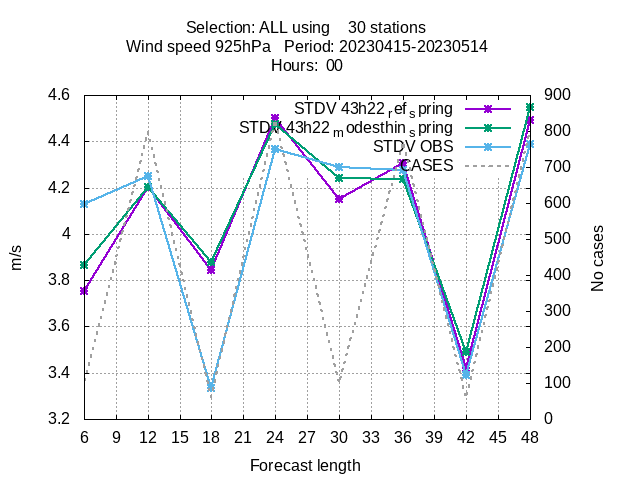 Selection: ALL using 30 stations
Wind speed 925hPa Period: 20230415-20230514
Hours: 00
STDV 43h22_ref_spring
STDV 43h22_modesthin_spring
STDV OBS
CASES
4.6
4.4
4.2
4
3.8
3.6
3.4
3.2
m/s
900
800
700
600
500
400
300
200
100
0
No cases
6 9 12 15 18 21 24 27 30 33 36 39 42 45 48
Forecast length